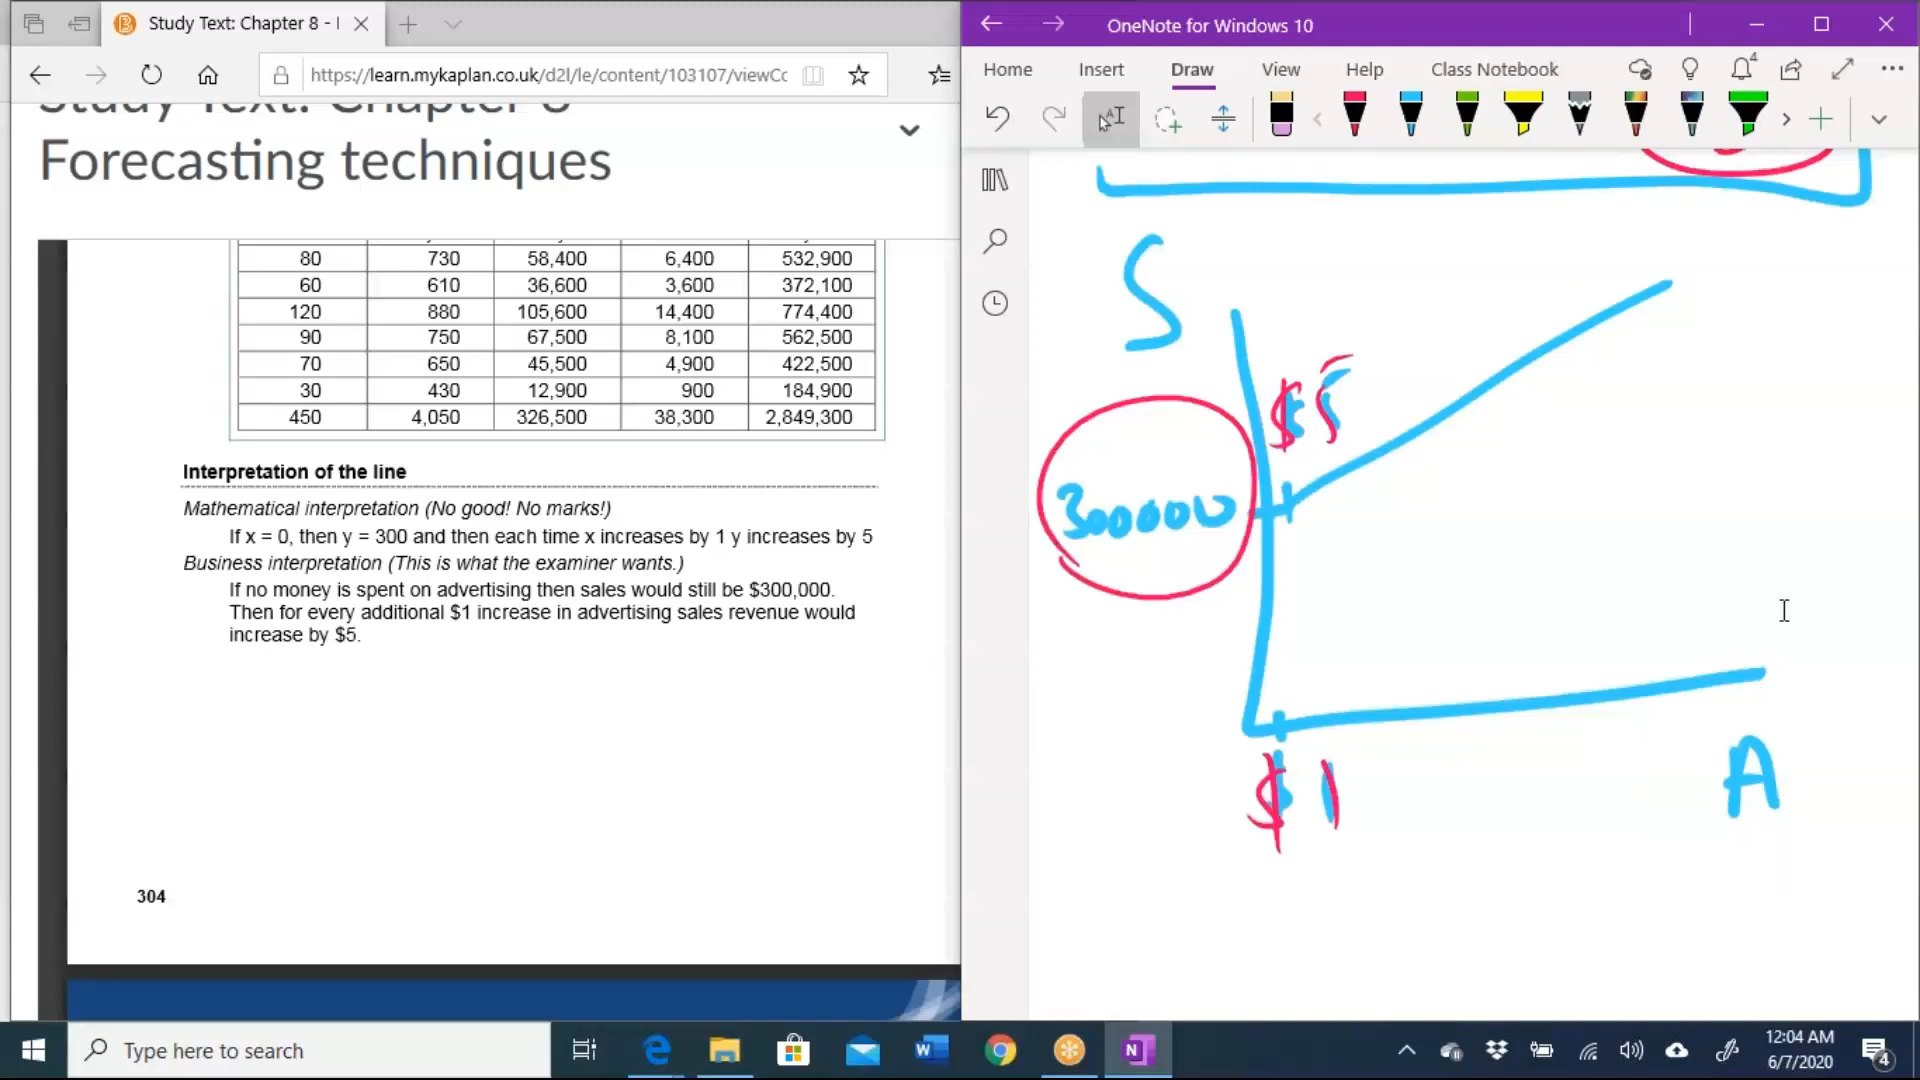 Study Text: Chapter 8 - I
https://learn.mykaplan.co.uk/d2l/le/content/103107/viewCc
Study Text: Chapter 8
Forecasting techniques
80 730 58,400 6,400 532,900
60 610 36,600 3,600 372,100
120 880 105,600 14,400 774,400
90 750 67,500 8,100 562,500
70 650 45,500 4,900 422,500
30 430 12,900 900 184,900
450 4,050 326,500 38,300 2,849,300
Interpretation of the line
Mathematical interpretation (No good! No marks!)
If x = 0, then y = 300 and then each time x increases by 1 y increases by 5
Business interpretation (This is what the examiner wants.)
If no money is spent on advertising then sales would still be $300,000.
Then for every additional $1 increase in advertising sales revenue would
increase by $5.
304
OneNote for Windows 10
Home Insert Draw View Help Class Notebook
4
S
$5
300000
$1
A
Type here to search
12:04 AM
6/7/2020
4